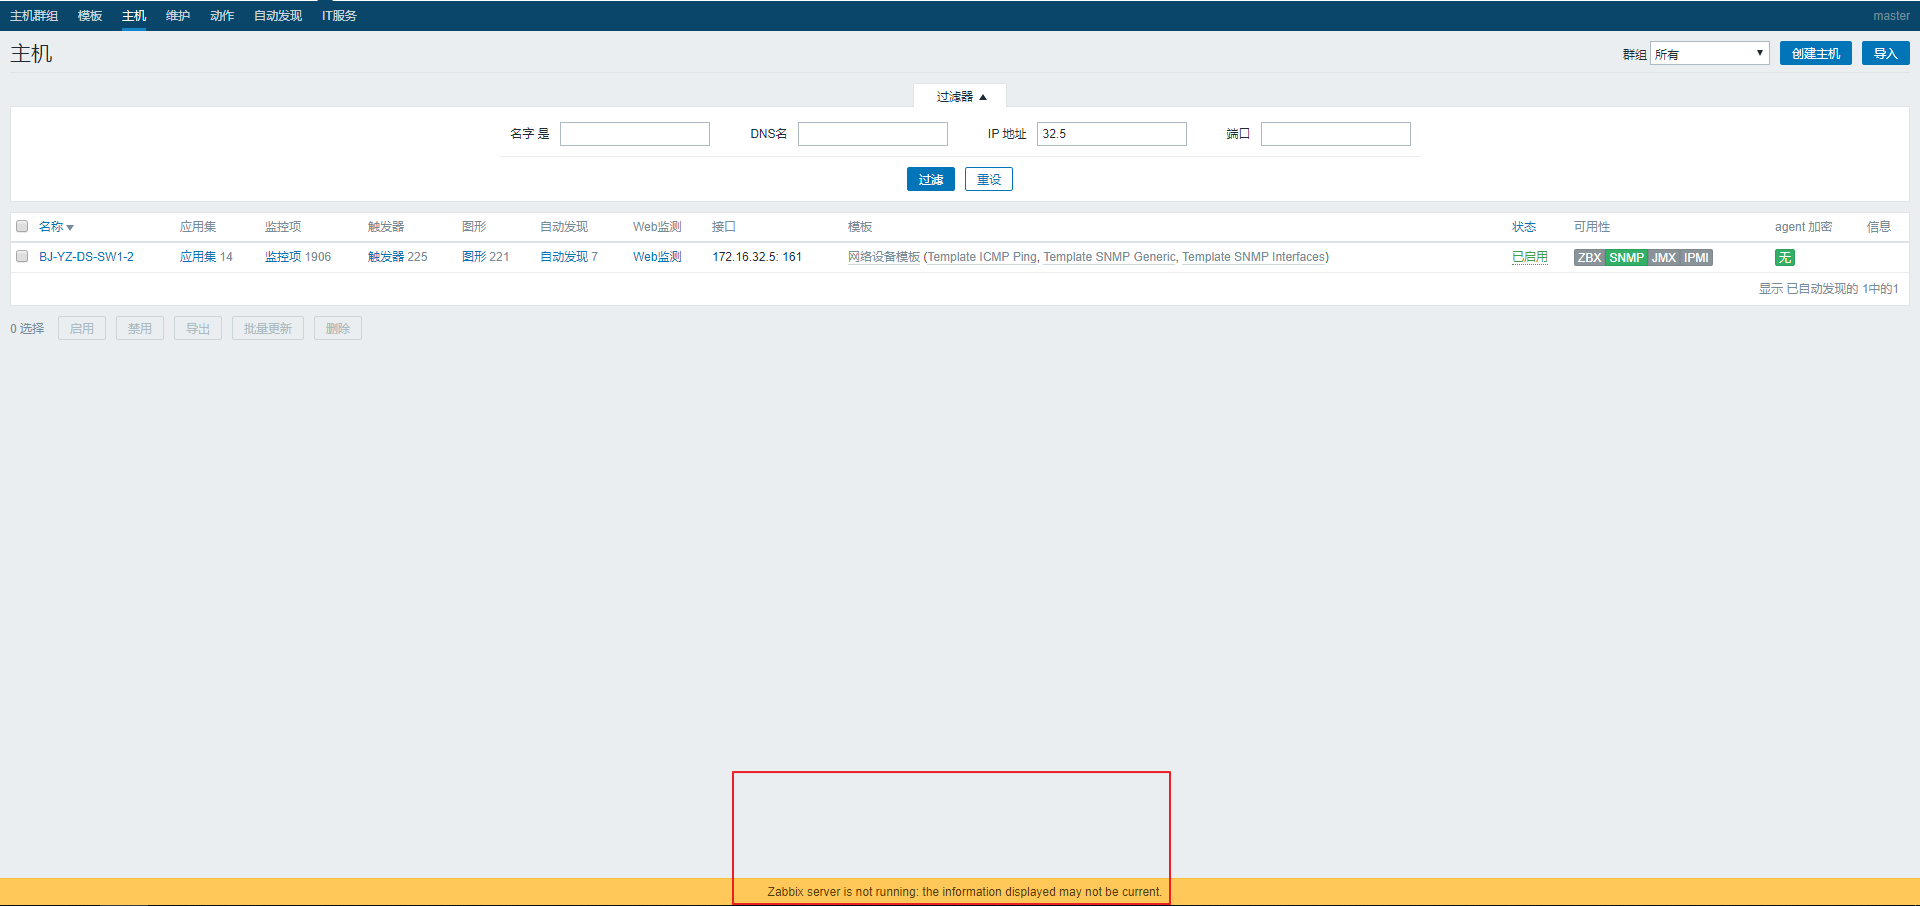 主机群组 模板 主机 维护 动作 自动发现 IT服务 master
主机 群组 所有 创建主机 导入
过滤器
名字 是 DNS名 IP 地址 32.5 端口
过滤 重设
名称 应用集 监控项 触发器 图形 自动发现 Web监测 接口 模板 状态 可用性 agent 加密 信息
BJ-YZ-DS-SW1-2 应用集 14 监控项 1906 触发器 225 图形 221 自动发现 7 Web监测 172.16.32.5: 161 网络设备模板 (Template ICMP Ping, Template SNMP Generic, Template SNMP Interfaces) 已启用 ZBX SNMP JMX IPMI 无
显示 已自动发现的 1中的1
0 选择 启用 禁用 导出 批量更新 删除
Zabbix server is not running: the information displayed may not be current.